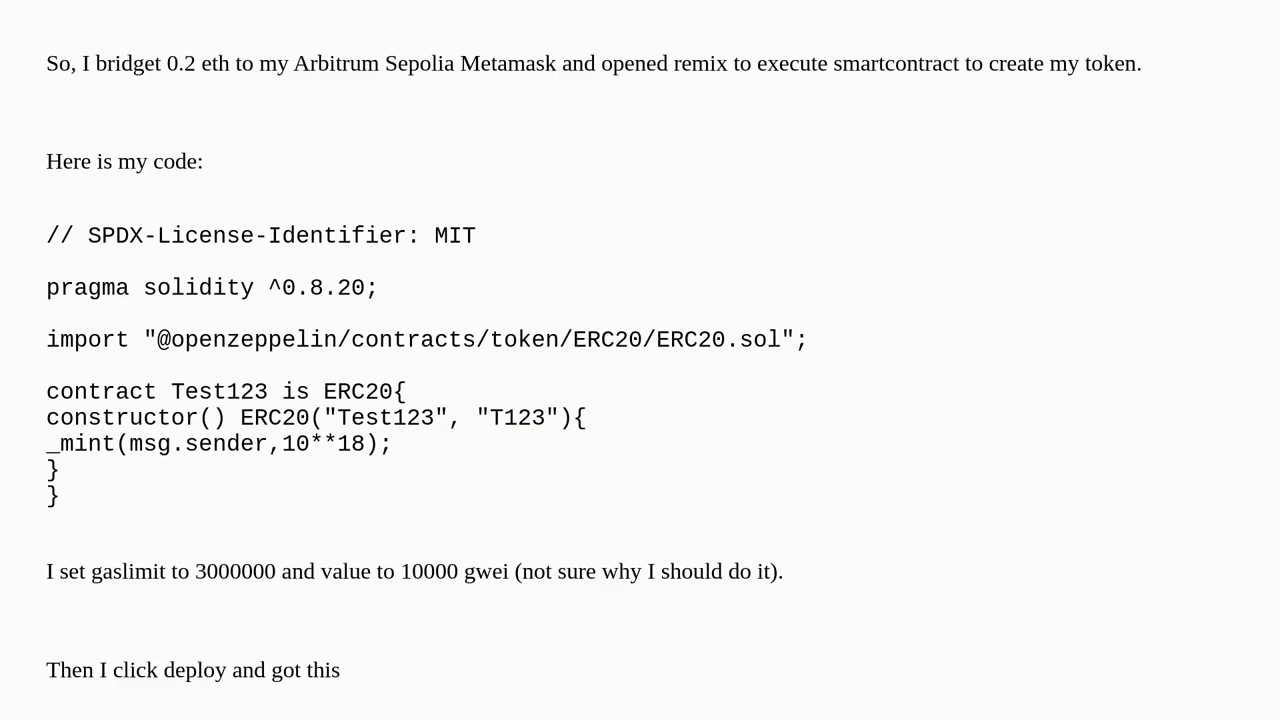 So, I bridget 0.2 eth to my Arbitrum Sepolia Metamask and opened remix to execute smartcontract to create my token.
Here is my code:
// SPDX-License-Identifier: MIT
pragma solidity ^0.8.20;
import "@openzeppelin/contracts/token/ERC20/ERC20.sol";
contract Test123 is ERC20{
constructor() ERC20("Test123", "T123"){
_mint(msg.sender,10**18);
}
}
I set gaslimit to 3000000 and value to 10000 gwei (not sure why I should do it).
Then I click deploy and got this